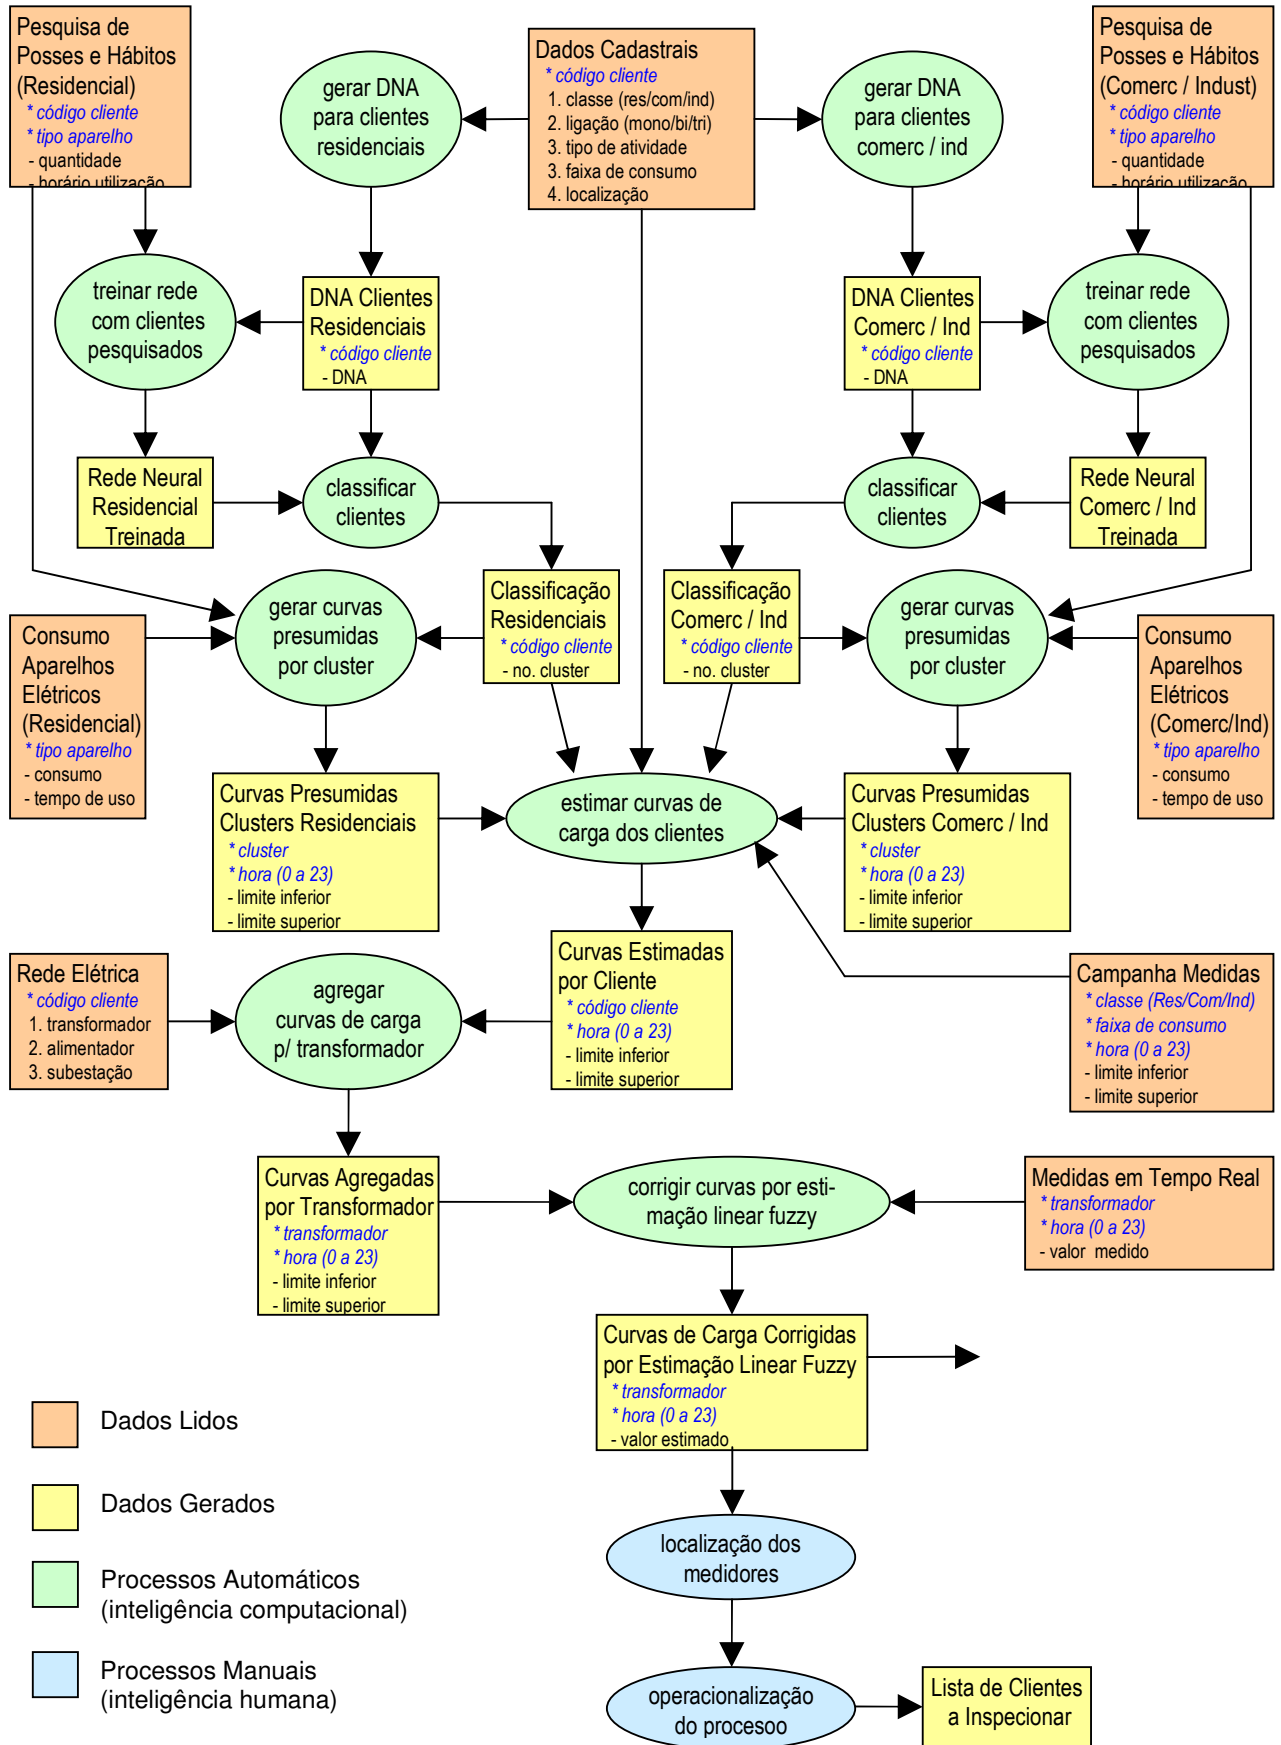 Pesquisa de
Posses e Hábitos
(Residencial)
* código cliente
* tipo aparelho
- quantidade
- horário utilização
gerar DNA
para clientes
residenciais
Dados Cadastrais
* código cliente
1. classe (res/com/ind)
2. ligação (mono/bi/tri)
3. tipo de atividade
3. faixa de consumo
4. localização
gerar DNA
para clientes
comerc / ind
Pesquisa de
Posses e Hábitos
(Comerc / Indust)
* código cliente
* tipo aparelho
- quantidade
- horário utilização
treinar rede
com clientes
pesquisados
DNA Clientes
Residenciais
* código cliente
- DNA
DNA Clientes
Comerc / Ind
* código cliente
- DNA
treinar rede
com clientes
pesquisados
Rede Neural
Residencial
Treinada
classificar
clientes
classificar
clientes
Rede Neural
Comerc / Ind
Treinada
gerar curvas
presumidas
por cluster
Classificação
Residenciais
* código cliente
- no. cluster
Classificação
Comerc / Ind
* código cliente
- no. cluster
gerar curvas
presumidas
por cluster
Consumo
Aparelhos
Elétricos
(Residencial)
* tipo aparelho
- consumo
- tempo de uso
Consumo
Aparelhos
Elétricos
(Comerc/Ind)
* tipo aparelho
- consumo
- tempo de uso
Curvas Presumidas
Clusters Residenciais
* cluster
* hora (0 a 23)
- limite inferior
- limite superior
estimar curvas de
carga dos clientes
Curvas Presumidas
Clusters Comerc / Ind
* cluster
* hora (0 a 23)
- limite inferior
- limite superior
Rede Elétrica
* código cliente
1. transformador
2. alimentador
3. subestação
agregar
curvas de carga
p/ transformador
Curvas Estimadas
por Cliente
* código cliente
* hora (0 a 23)
- limite inferior
- limite superior
Campanha Medidas
* classe (Res/Com/Ind)
* faixa de consumo
* hora (0 a 23)
- limite inferior
- limite superior
Curvas Agregadas
por Transformador
* transformador
* hora (0 a 23)
- limite inferior
- limite superior
corrigir curvas por esti-
mação linear fuzzy
Medidas em Tempo Real
* transformador
* hora (0 a 23)
- valor medido
Curvas de Carga Corrigidas
por Estimação Linear Fuzzy
* transformador
* hora (0 a 23)
- valor estimado
Dados Lidos
Dados Gerados
Processos Automáticos
(inteligência computacional)
Processos Manuais
(inteligência humana)
localização dos
medidores
operacionalização
do procesoo
Lista de Clientes
a Inspecionar